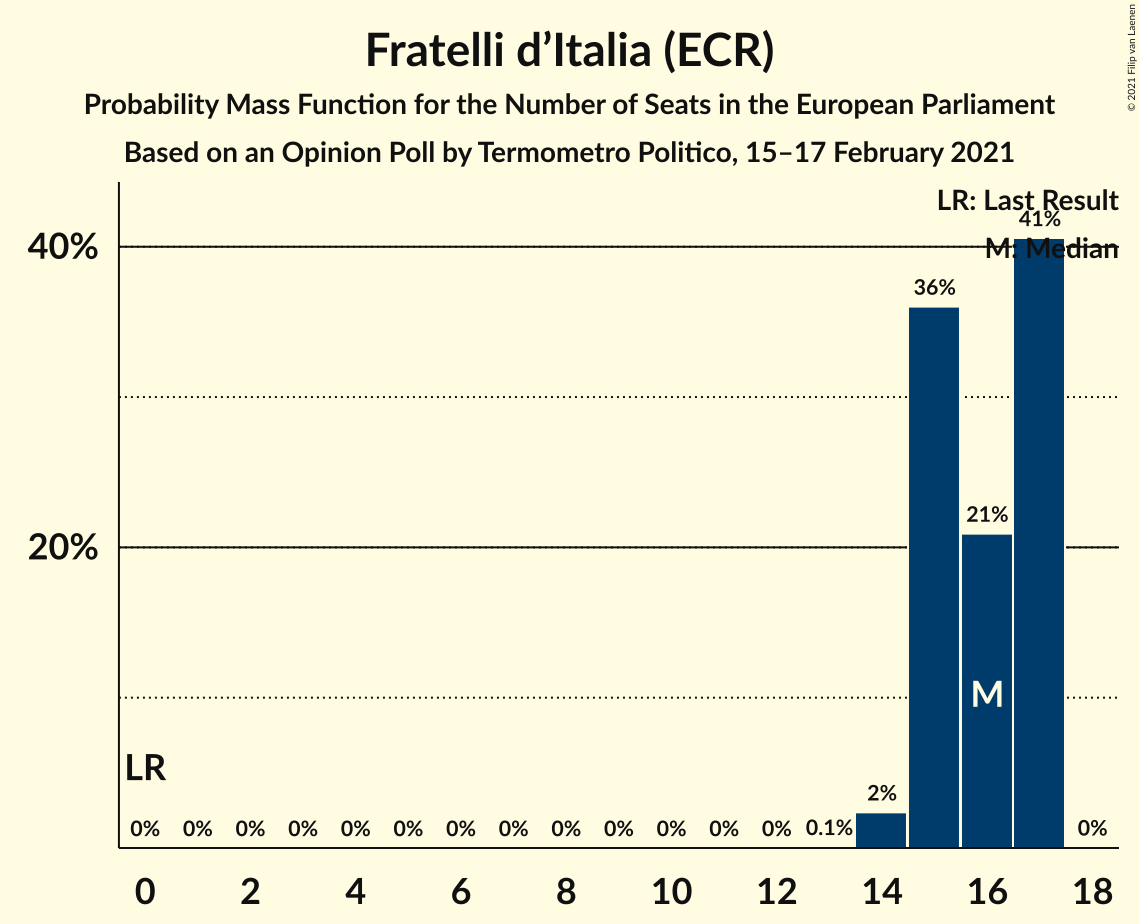 Fratelli d’Italia (ECR)
Probability Mass Function for the Number of Seats in the European Parliament
Based on an Opinion Poll by Termometro Politico, 15–17 February 2021
© 2021 Filip van Laenen
LR: Last Result
M: Median
41%
40%
36%
21%
20%
M
LR
2%
0% 0% 0% 0% 0% 0% 0% 0% 0% 0% 0% 0% 0% 0.1% 0%
0 2 4 6 8 10 12 14 16 18